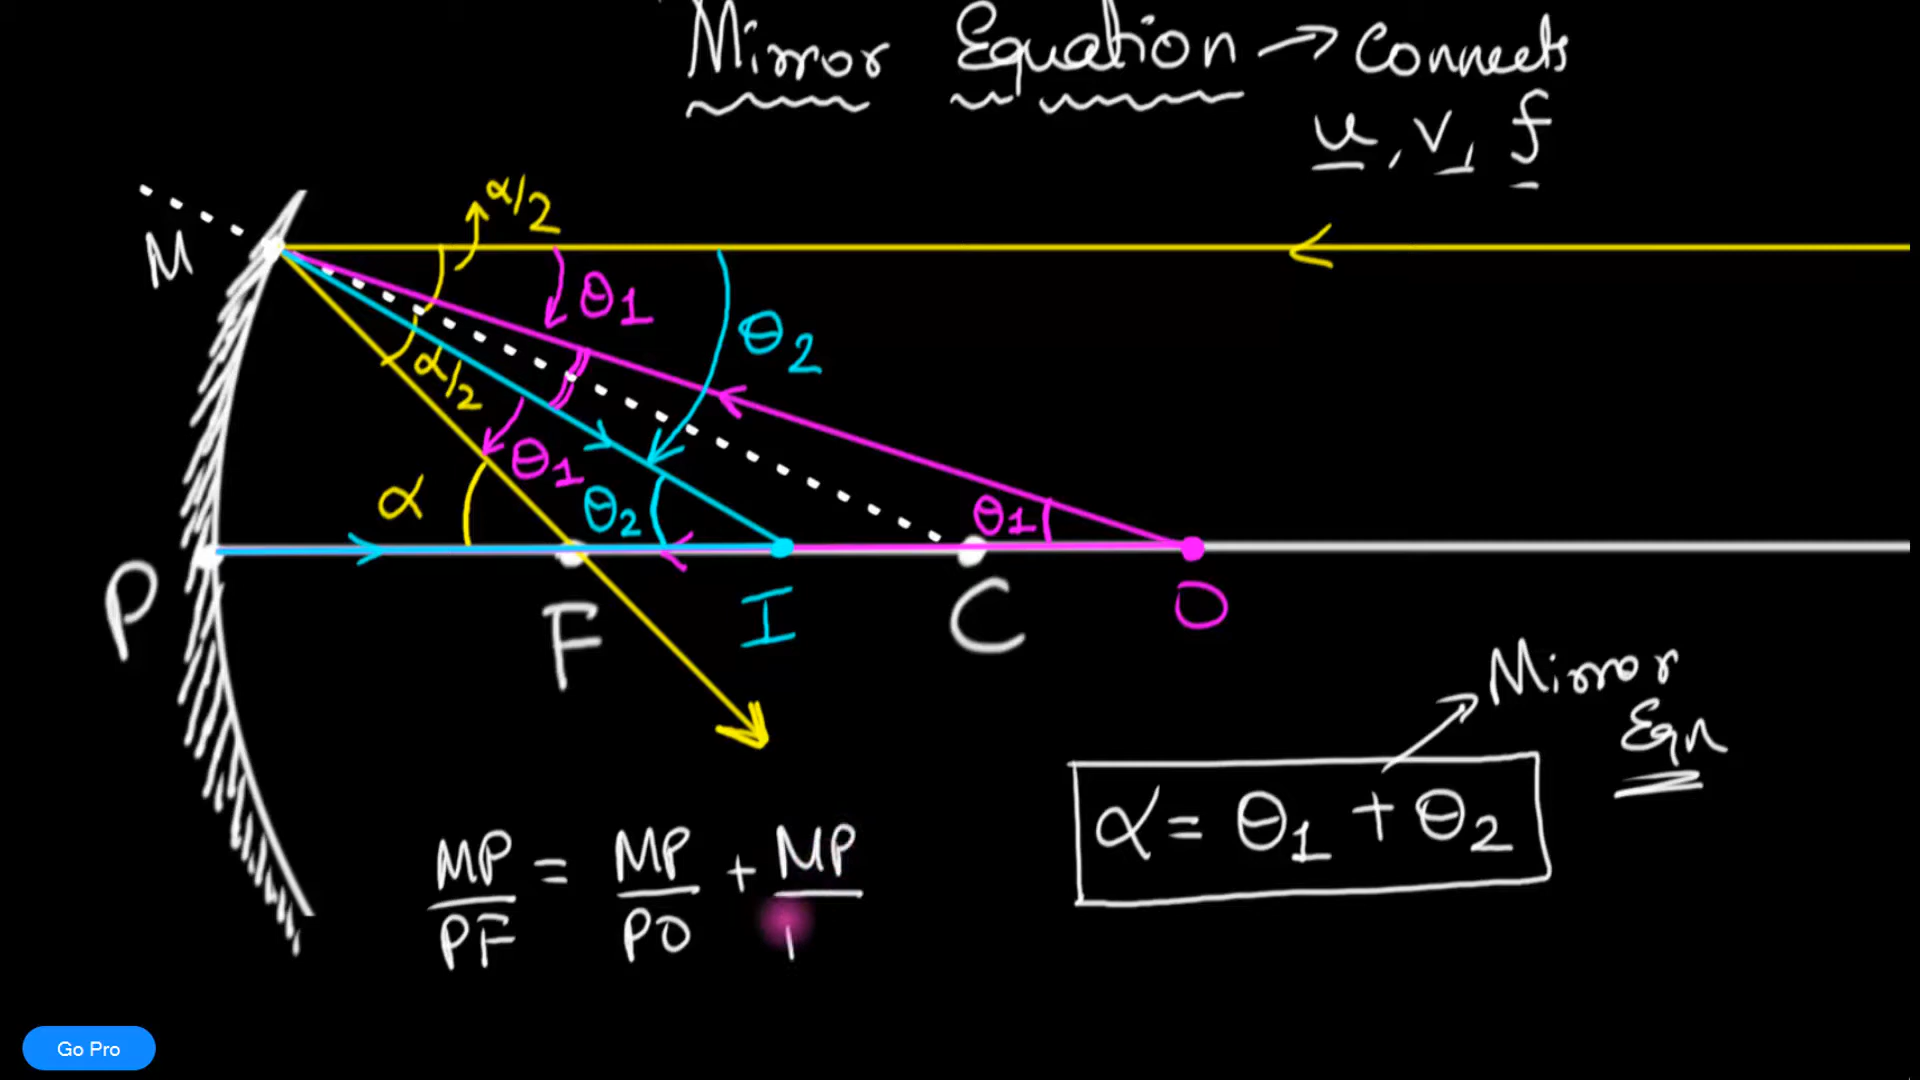 Mirror Equation → Connects
u, v, f
α/2
M
θ1
θ2
α/2
θ1
α
θ2
θ1
P
F
I
C
O
Mirror
Eqn
α = θ1 + θ2
MP/PF = MP/PO + MP/
Go Pro